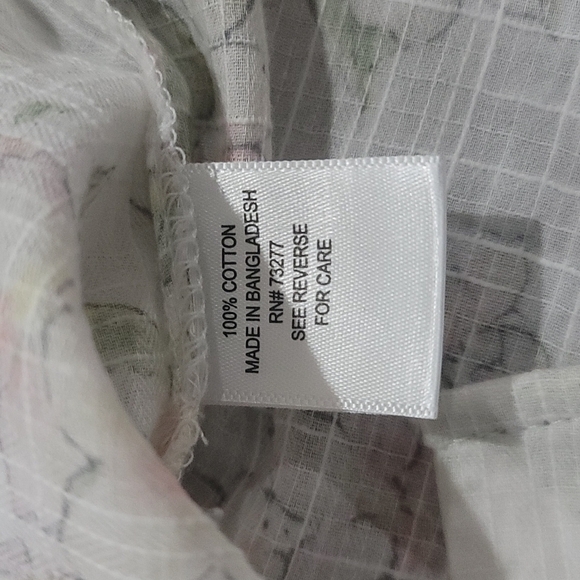 100% COTTON
MADE IN BANGLADESH
RN# 73277
SEE REVERSE
FOR CARE